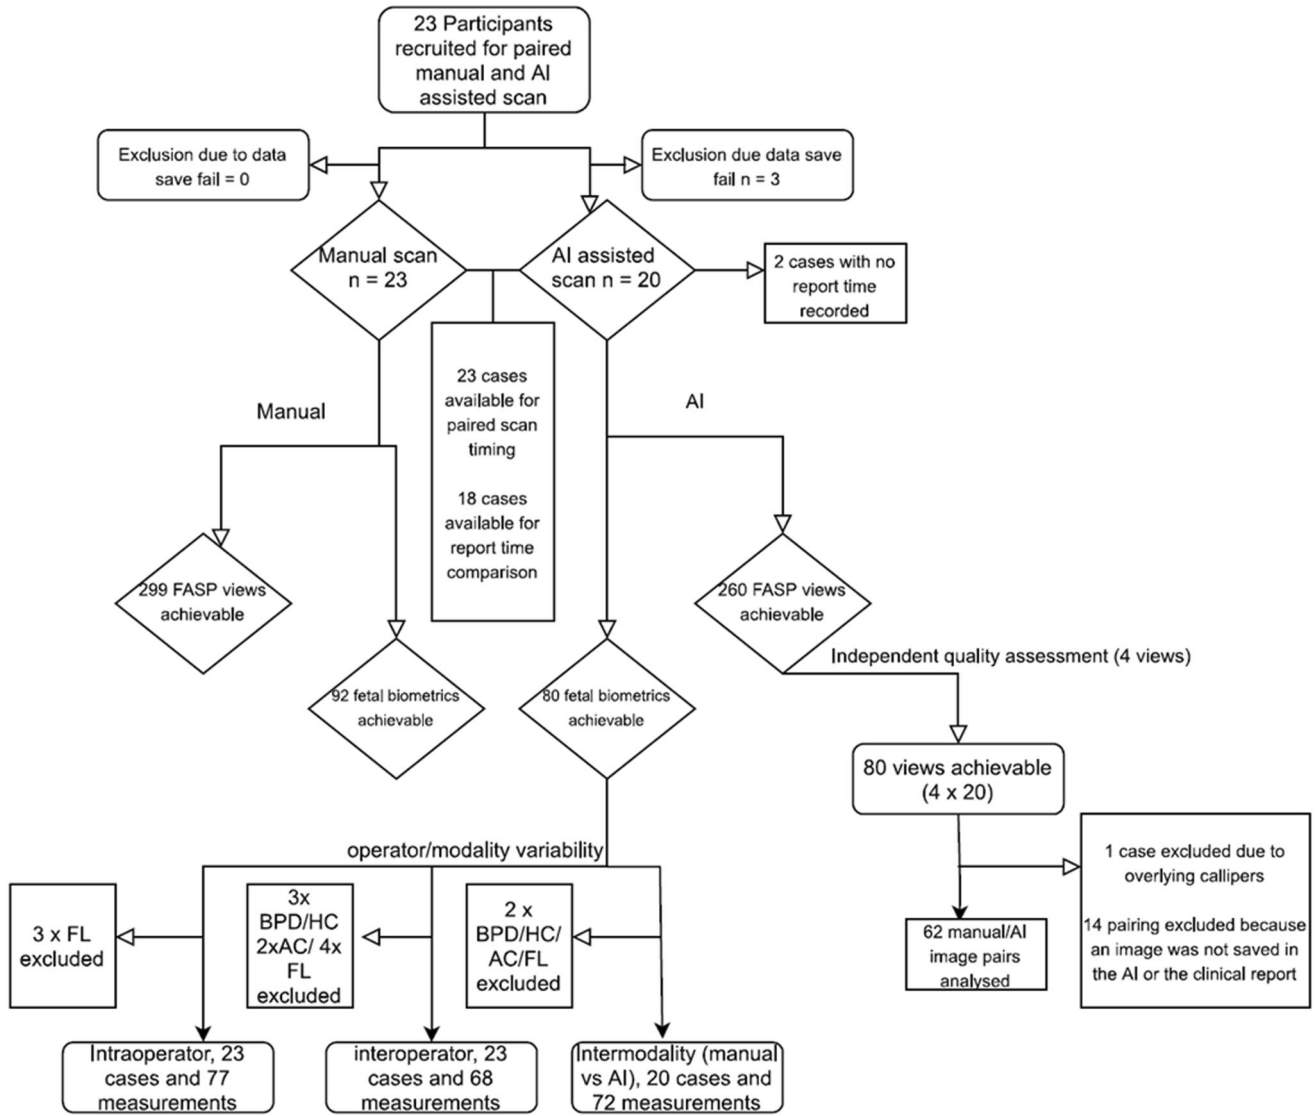 23 Participants
recruited for paired
manual and AI
assisted scan
Exclusion due to data
save fail = 0
Exclusion due data save
fail n = 3
Manual scan
n = 23
AI assisted
scan n = 20
2 cases with no
report time
recorded
23 cases
available for
paired scan
timing
18 cases
available for
report time
comparison
Manual
AI
299 FASP views
achievable
260 FASP views
achievable
92 fetal biometrics
achievable
80 fetal biometrics
achievable
Independent quality assessment (4 views)
80 views achievable
(4 x 20)
1 case excluded due to
overlying callipers
14 pairing excluded because
an image was not saved in
the AI or the clinical report
62 manual/AI
image pairs
analysed
operator/modality variability
3 x FL
excluded
3x
BPD/HC
2xAC/ 4x
FL
excluded
2 x
BPD/HC/
AC/FL
excluded
Intraoperator, 23
cases and 77
measurements
interoperator, 23
cases and 68
measurements
Intermodality (manual
vs AI), 20 cases and
72 measurements